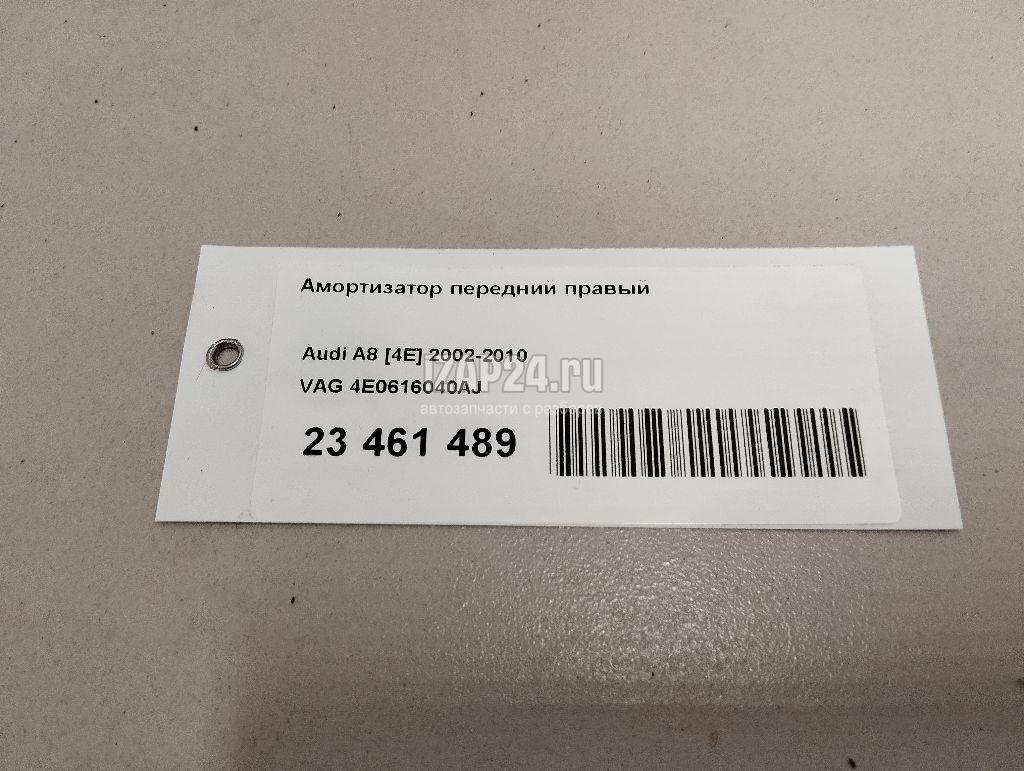 Амортизатор передний правый
Audi A8 [4E] 2002-2010
IZAP24.ru
VAG 4E0616040AJ
автозапчасти с разборов
23 461 489